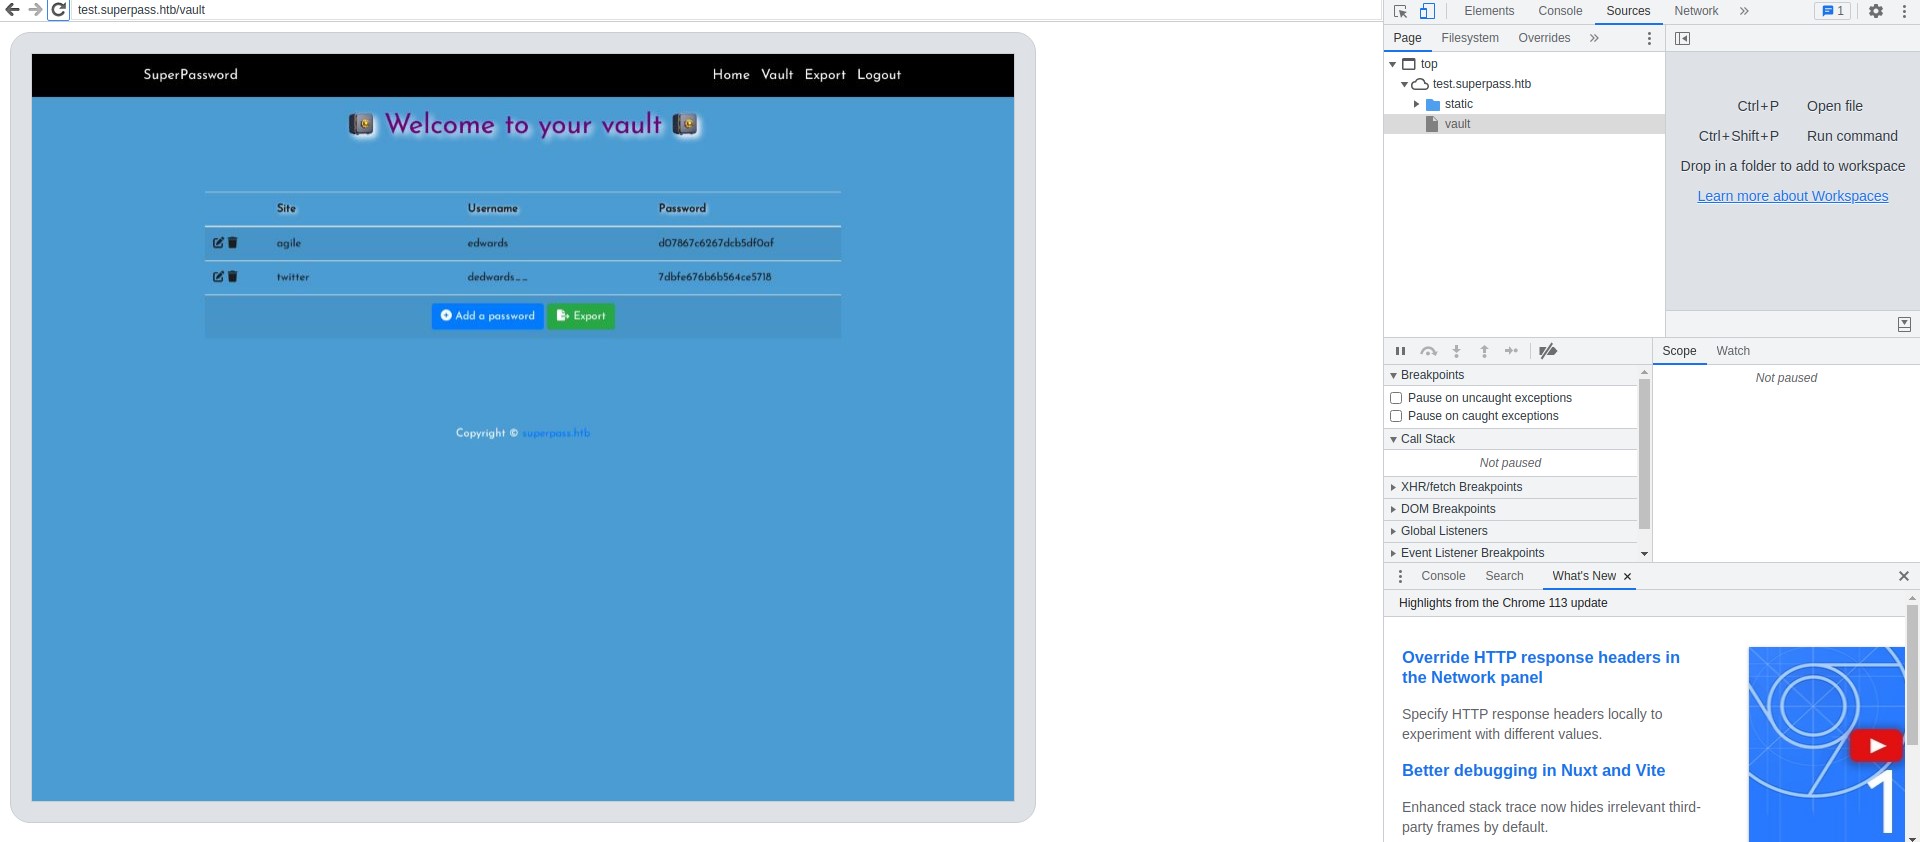 test.superpass.htb/vault
SuperPassword
Home Vault Export Logout
Welcome to your vault
Site Username Password
agile edwards d07867c6267dcb5df0af
twitter dedwards__ 7dbfe676b6b564ce5718
Add a password Export
Copyright © superpass.htb
Elements Console Sources Network » 1
Page Filesystem Overrides »
top
test.superpass.htb
static
vault
Ctrl+P Open file
Ctrl+Shift+P Run command
Drop in a folder to add to workspace
Learn more about Workspaces
Breakpoints
Pause on uncaught exceptions
Pause on caught exceptions
Call Stack
Not paused
XHR/fetch Breakpoints
DOM Breakpoints
Global Listeners
Event Listener Breakpoints
Scope Watch
Not paused
Console Search What's New
Highlights from the Chrome 113 update
Override HTTP response headers in
the Network panel
Specify HTTP response headers locally to
experiment with different values.
Better debugging in Nuxt and Vite
Enhanced stack trace now hides irrelevant third-
party frames by default.
1